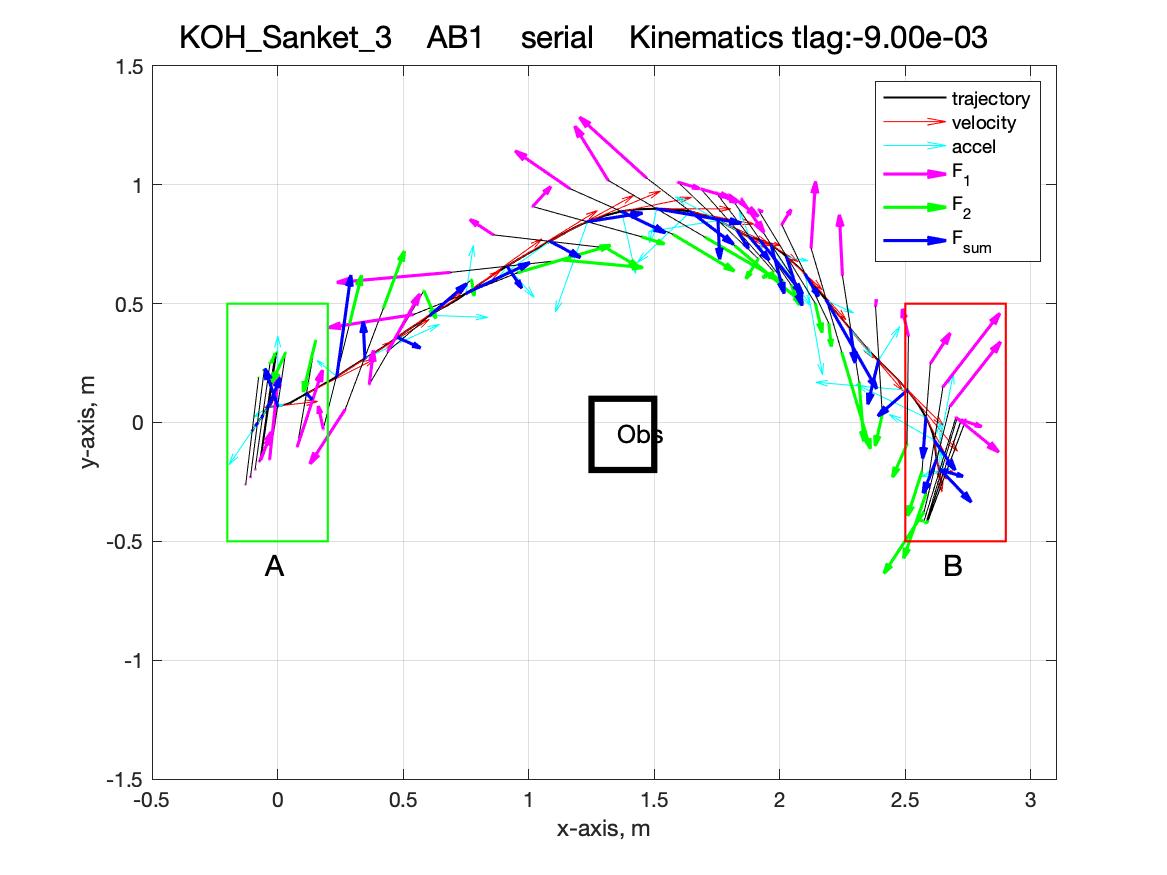 KOH_Sanket_3 AB1 serial Kinematics tlag:-9.00e-03
1.5
trajectory
velocity
accel
F1
F2
Fsum
1
0.5
0
-0.5
-1
-1.5
y-axis, m
Obs
A
B
-0.5 0 0.5 1 1.5 2 2.5 3
x-axis, m